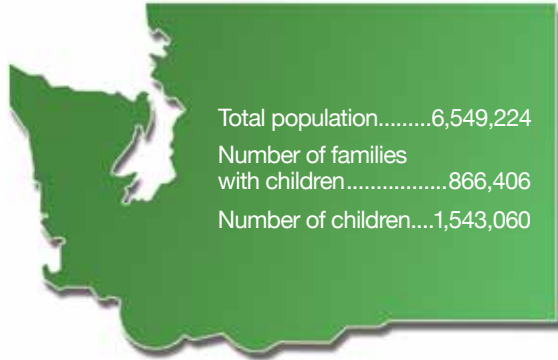 Total population.........6,549,224
Number of families
with children.................866,406
Number of children....1,543,060